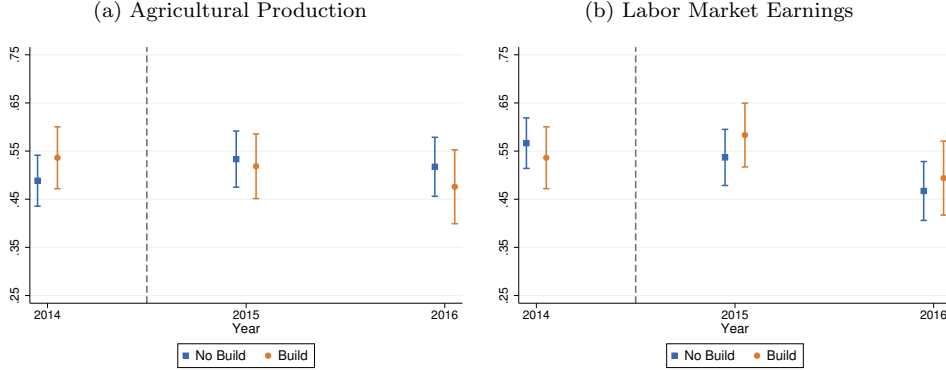 (a) Agricultural Production
.75
.65
.55
.45
.35
.25
2014
2015
2016
Year
No Build
Build
(b) Labor Market Earnings
.75
.65
.55
.45
.35
.25
2014
2015
2016
Year
No Build
Build